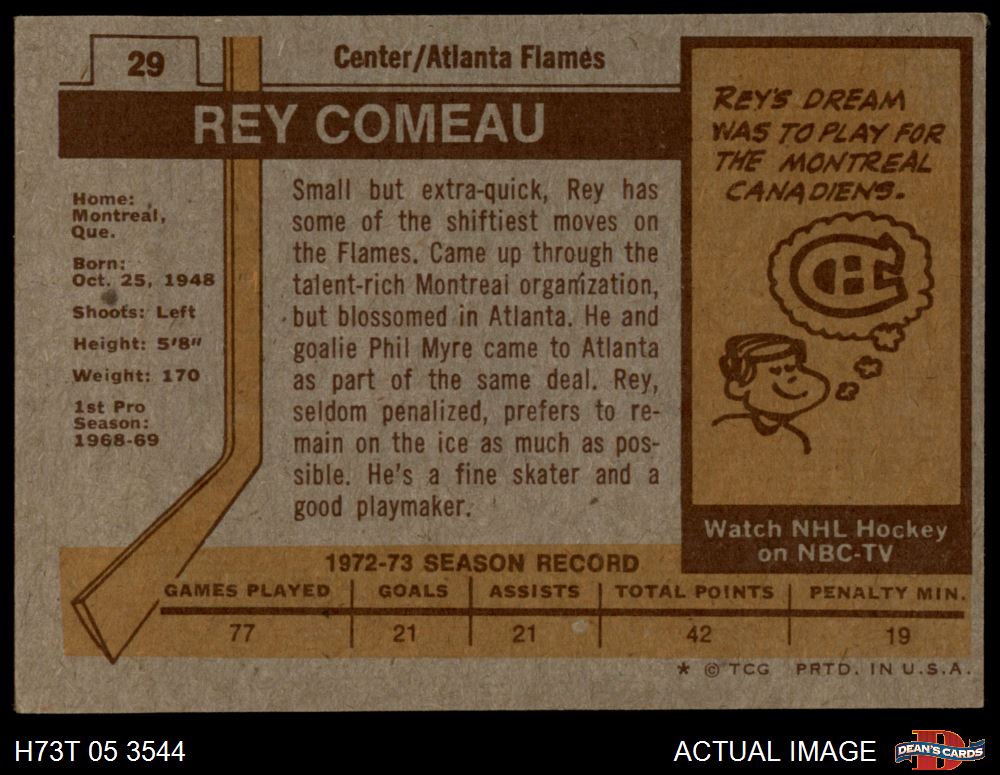 29
Center/Atlanta Flames
REY COMEAU
Home:
Montreal,
Que.
Born:
Oct. 25, 1948
Shoots: Left
Height: 5'8"
Weight: 170
1st Pro
Season:
1968-69
Small but extra-quick, Rey has
some of the shiftiest moves on
the Flames. Came up through the
talent-rich Montreal organization,
but blossomed in Atlanta. He and
goalie Phil Myre came to Atlanta
as part of the same deal. Rey,
seldom penalized, prefers to re-
main on the ice as much as pos-
sible. He's a fine skater and a
good playmaker.
REY'S DREAM
WAS TO PLAY FOR
THE MONTREAL
CANADIENS.
CH
Watch NHL Hockey
on NBC-TV
1972-73 SEASON RECORD
GAMES PLAYED GOALS ASSISTS TOTAL POINTS PENALTY MIN.
77 21 21 42 19
* © TCG PRTD. IN U.S.A.
H73T 05 3544
ACTUAL IMAGE
D
DEAN'S CARDS